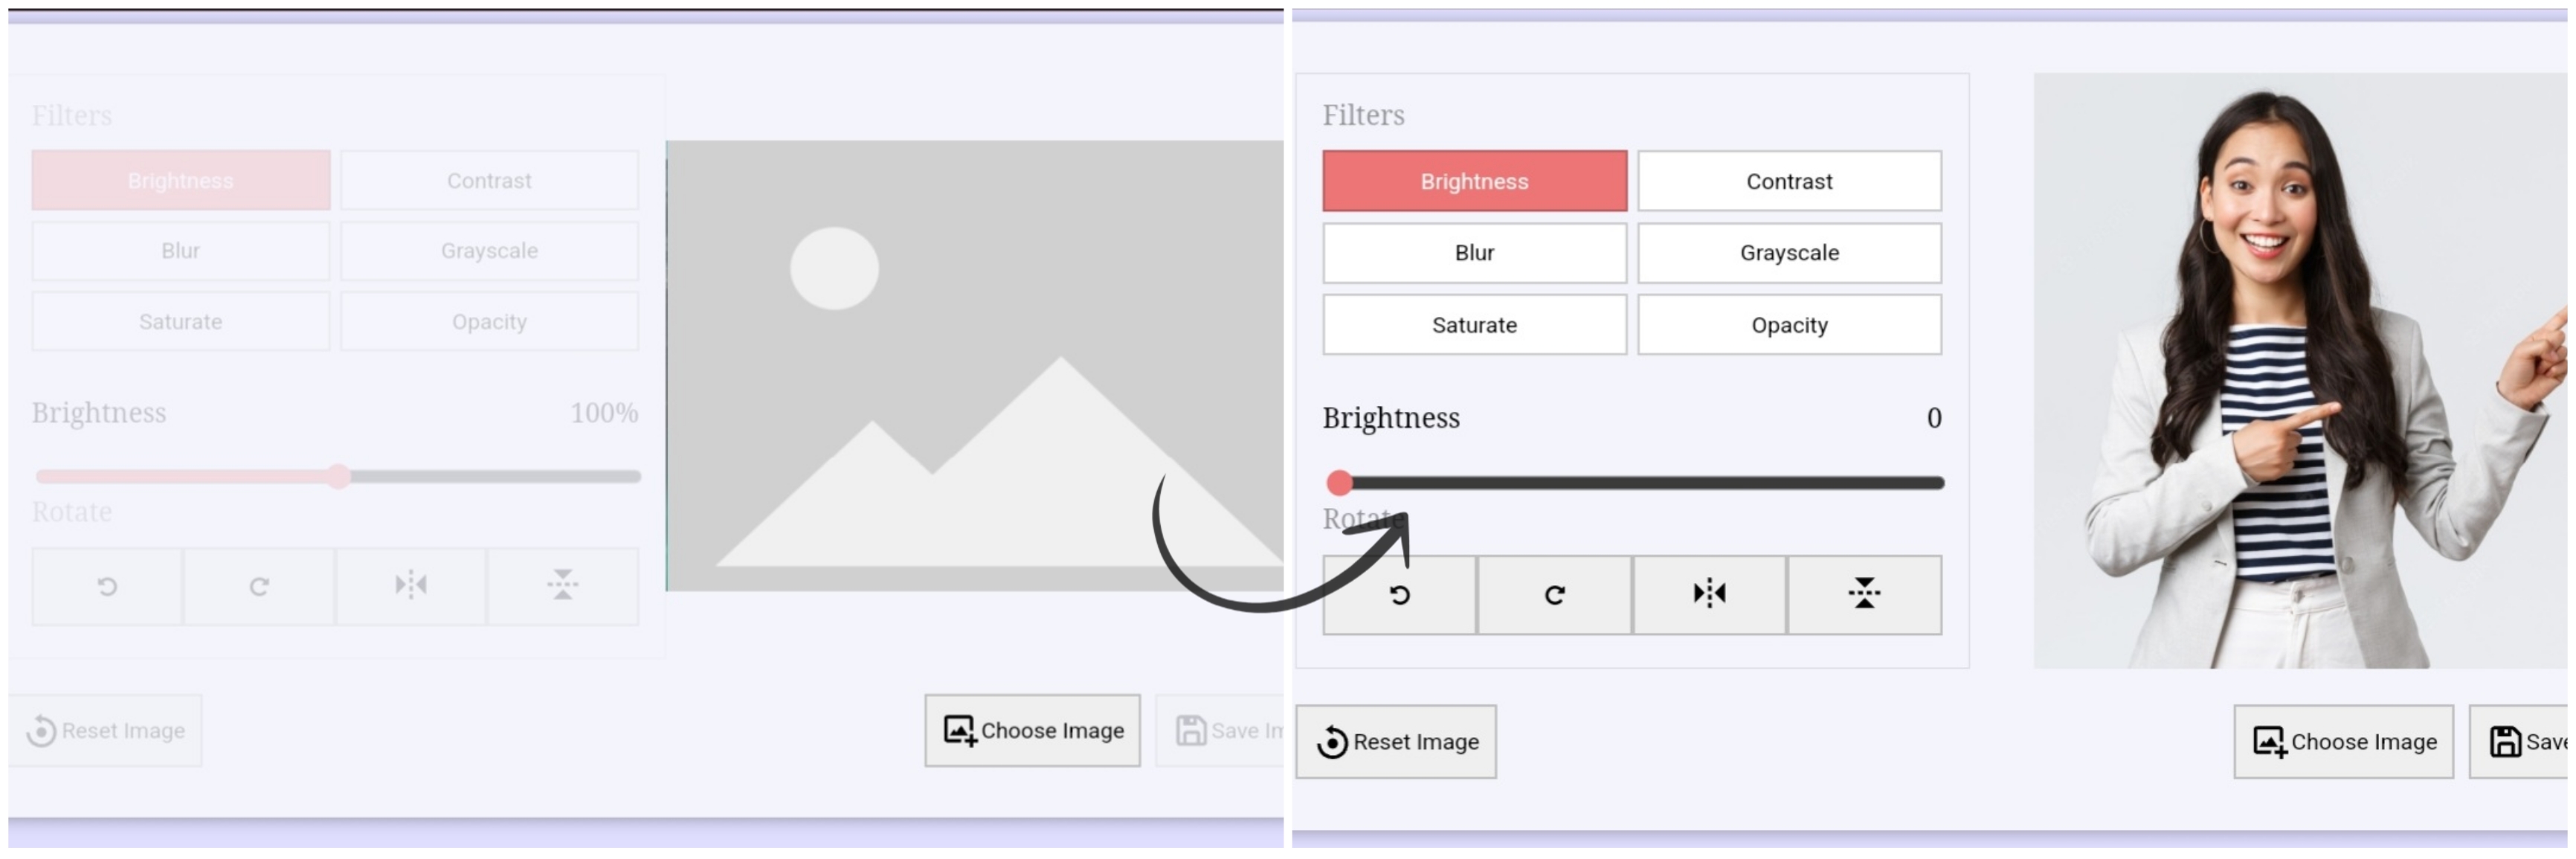 Filters
Brightness Contrast
Blur Grayscale
Saturate Opacity
Brightness 100%
Rotate
Reset Image Choose Image Save Im
Filters
Brightness Contrast
Blur Grayscale
Saturate Opacity
Brightness 0
Rotate
Reset Image Choose Image Save